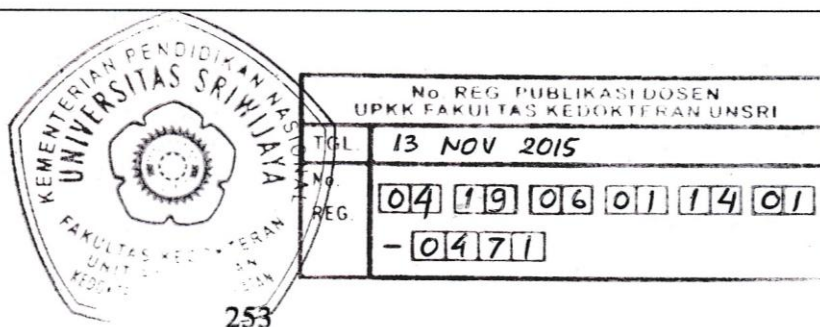 KEMENTERIAN PENDIDIKAN NASIONAL
UNIVERSITAS SRIWIJAYA
FAKULTAS KEDOKTERAN
UNIT
No. REG PUBLIKASI DOSEN
UPKK FAKULTAS KEDOKTERAN UNSRI
TGL. 13 NOV 2015
No. REG. 04 19 06 01 14 01
- 0471
253